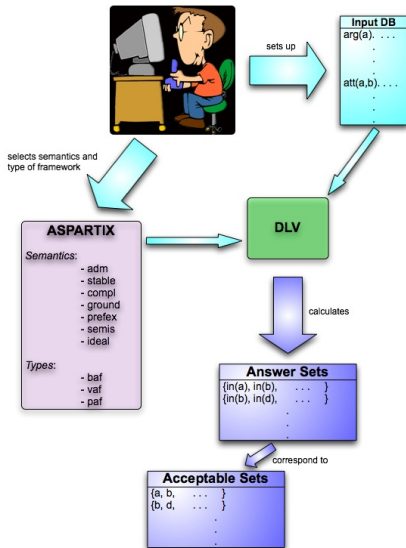 Input DB
arg(a). . . .
.
.
.
att(a,b). . . .
.
.
.
sets up
selects semantics and
type of framework
ASPARTIX
Semantics:
- adm
- stable
- compl
- ground
- prefex
- semis
- ideal
Types:
- baf
- vaf
- paf
DLV
calculates
Answer Sets
{in(a), in(b), . . . }
{in(b), in(d), . . . }
.
.
.
correspond to
Acceptable Sets
{a, b, . . . }
{b, d, . . . }
.
.
.